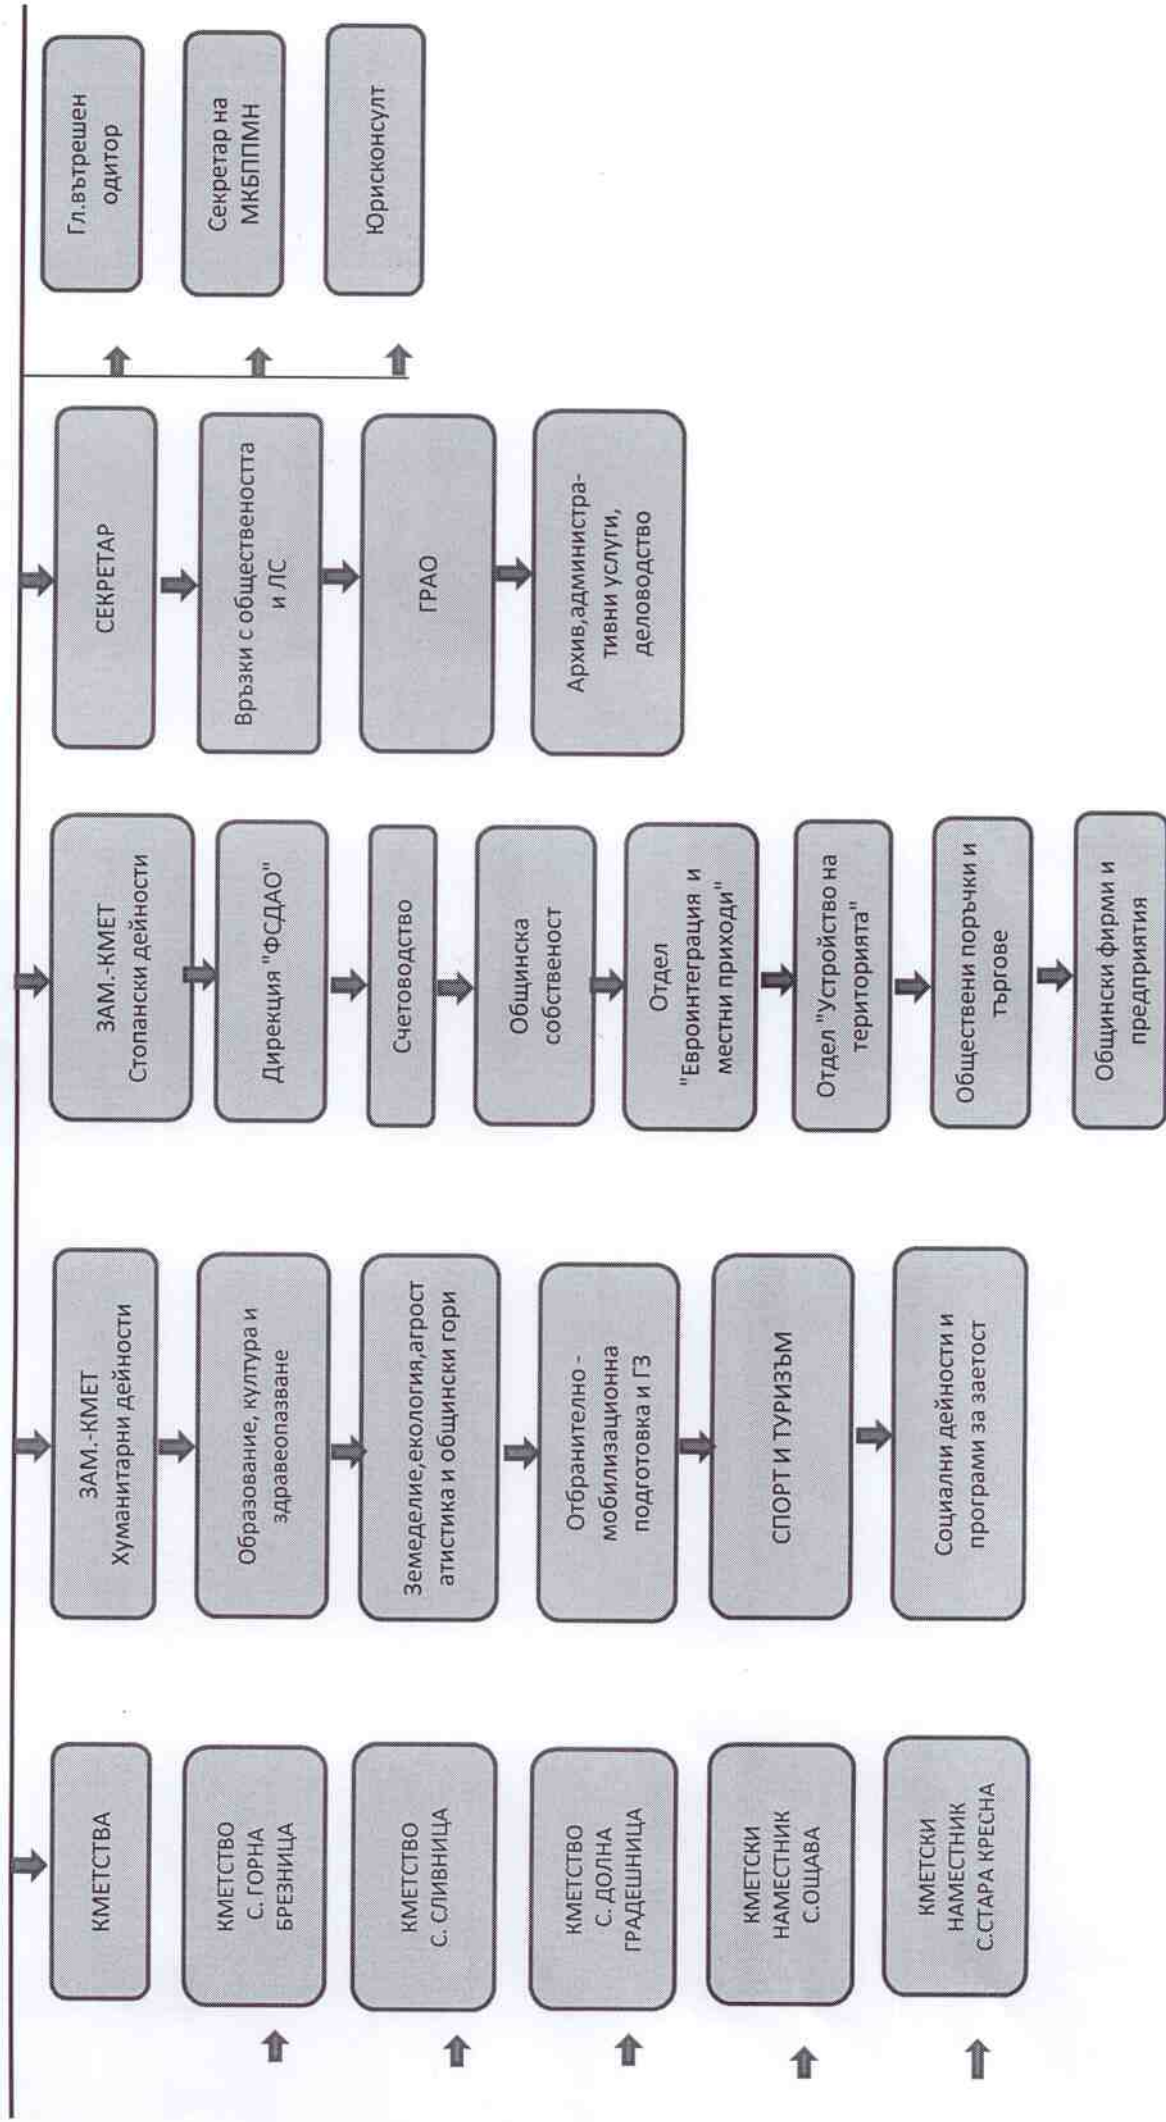 КМЕТСТВА
КМЕТСТВО
С. ГОРНА
БРЕЗНИЦА
КМЕТСТВО
С. СЛИВНИЦА
КМЕТСТВО
С. ДОЛНА
ГРАДЕШНИЦА
КМЕТСКИ
НАМЕСТНИК
С.ОЩАВА
КМЕТСКИ
НАМЕСТНИК
С.СТАРА КРЕСНА
ЗАМ.-КМЕТ
Хуманитарни дейности
Образование, култура и
здравеопазване
Земеделие,екология,агрост
атистика и общински гори
Отбранително -
мобилизационна
подготовка и ГЗ
СПОРТ И ТУРИЗЪМ
Социални дейности и
програми за заетост
ЗАМ.-КМЕТ
Стопански дейности
Дирекция "ФСДАО"
Счетоводство
Общинска
собственост
Отдел
"Евроинтеграция и
местни приходи"
Отдел "Устройство на
територията"
Обществени поръчки и
търгове
Общински фирми и
предприятия
СЕКРЕТАР
Връзки с обществеността
и ЛС
ГРАО
Архив,администра-
тивни услуги,
деловодство
Гл.вътрешен
одитор
Секретар на
МКБППМН
Юрисконсулт